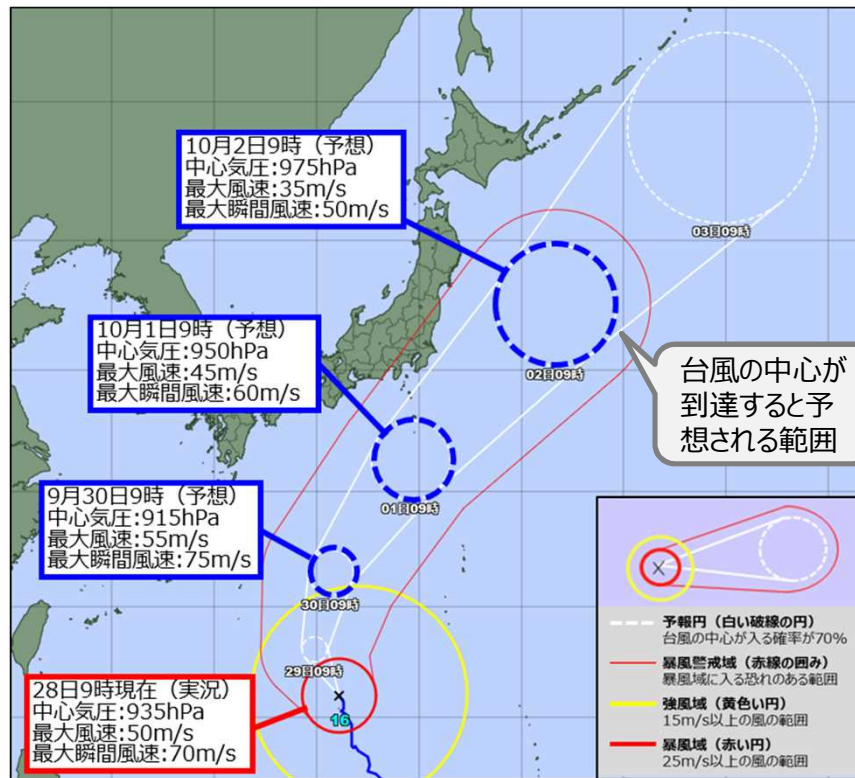 10月2日9時（予想）
中心気圧:975hPa
最大風速:35m/s
最大瞬間風速:50m/s
03日09時
10月1日9時（予想）
中心気圧:950hPa
最大風速:45m/s
最大瞬間風速:60m/s
02日09時
台風の中心が
到達すると予
想される範囲
9月30日9時（予想）
中心気圧:915hPa
最大風速:55m/s
最大瞬間風速:75m/s
01日09時
30日09時
29日09時
28日9時現在（実況）
中心気圧:935hPa
最大風速:50m/s
最大瞬間風速:70m/s
×
16
×
予報円（白い破線の円）
台風の中心が入る確率が70%
暴風警戒域（赤線の囲み）
暴風域に入る恐れのある範囲
強風域（黄色い円）
15m/s以上の風の範囲
暴風域（赤い円）
25m/s以上の風の範囲